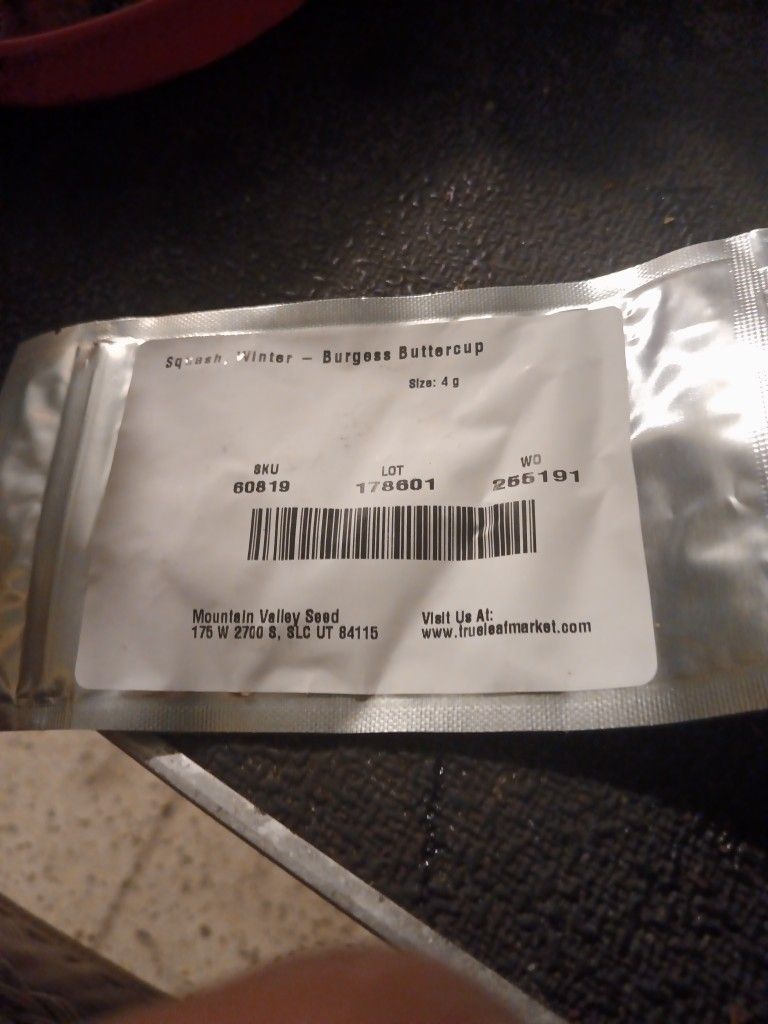 Squash, Winter – Burgess Buttercup
Size: 4 g
SKU LOT WO
60819 178601 255191
Mountain Valley Seed Visit Us At:
175 W 2700 S, SLC UT 84115 www.trueleafmarket.com